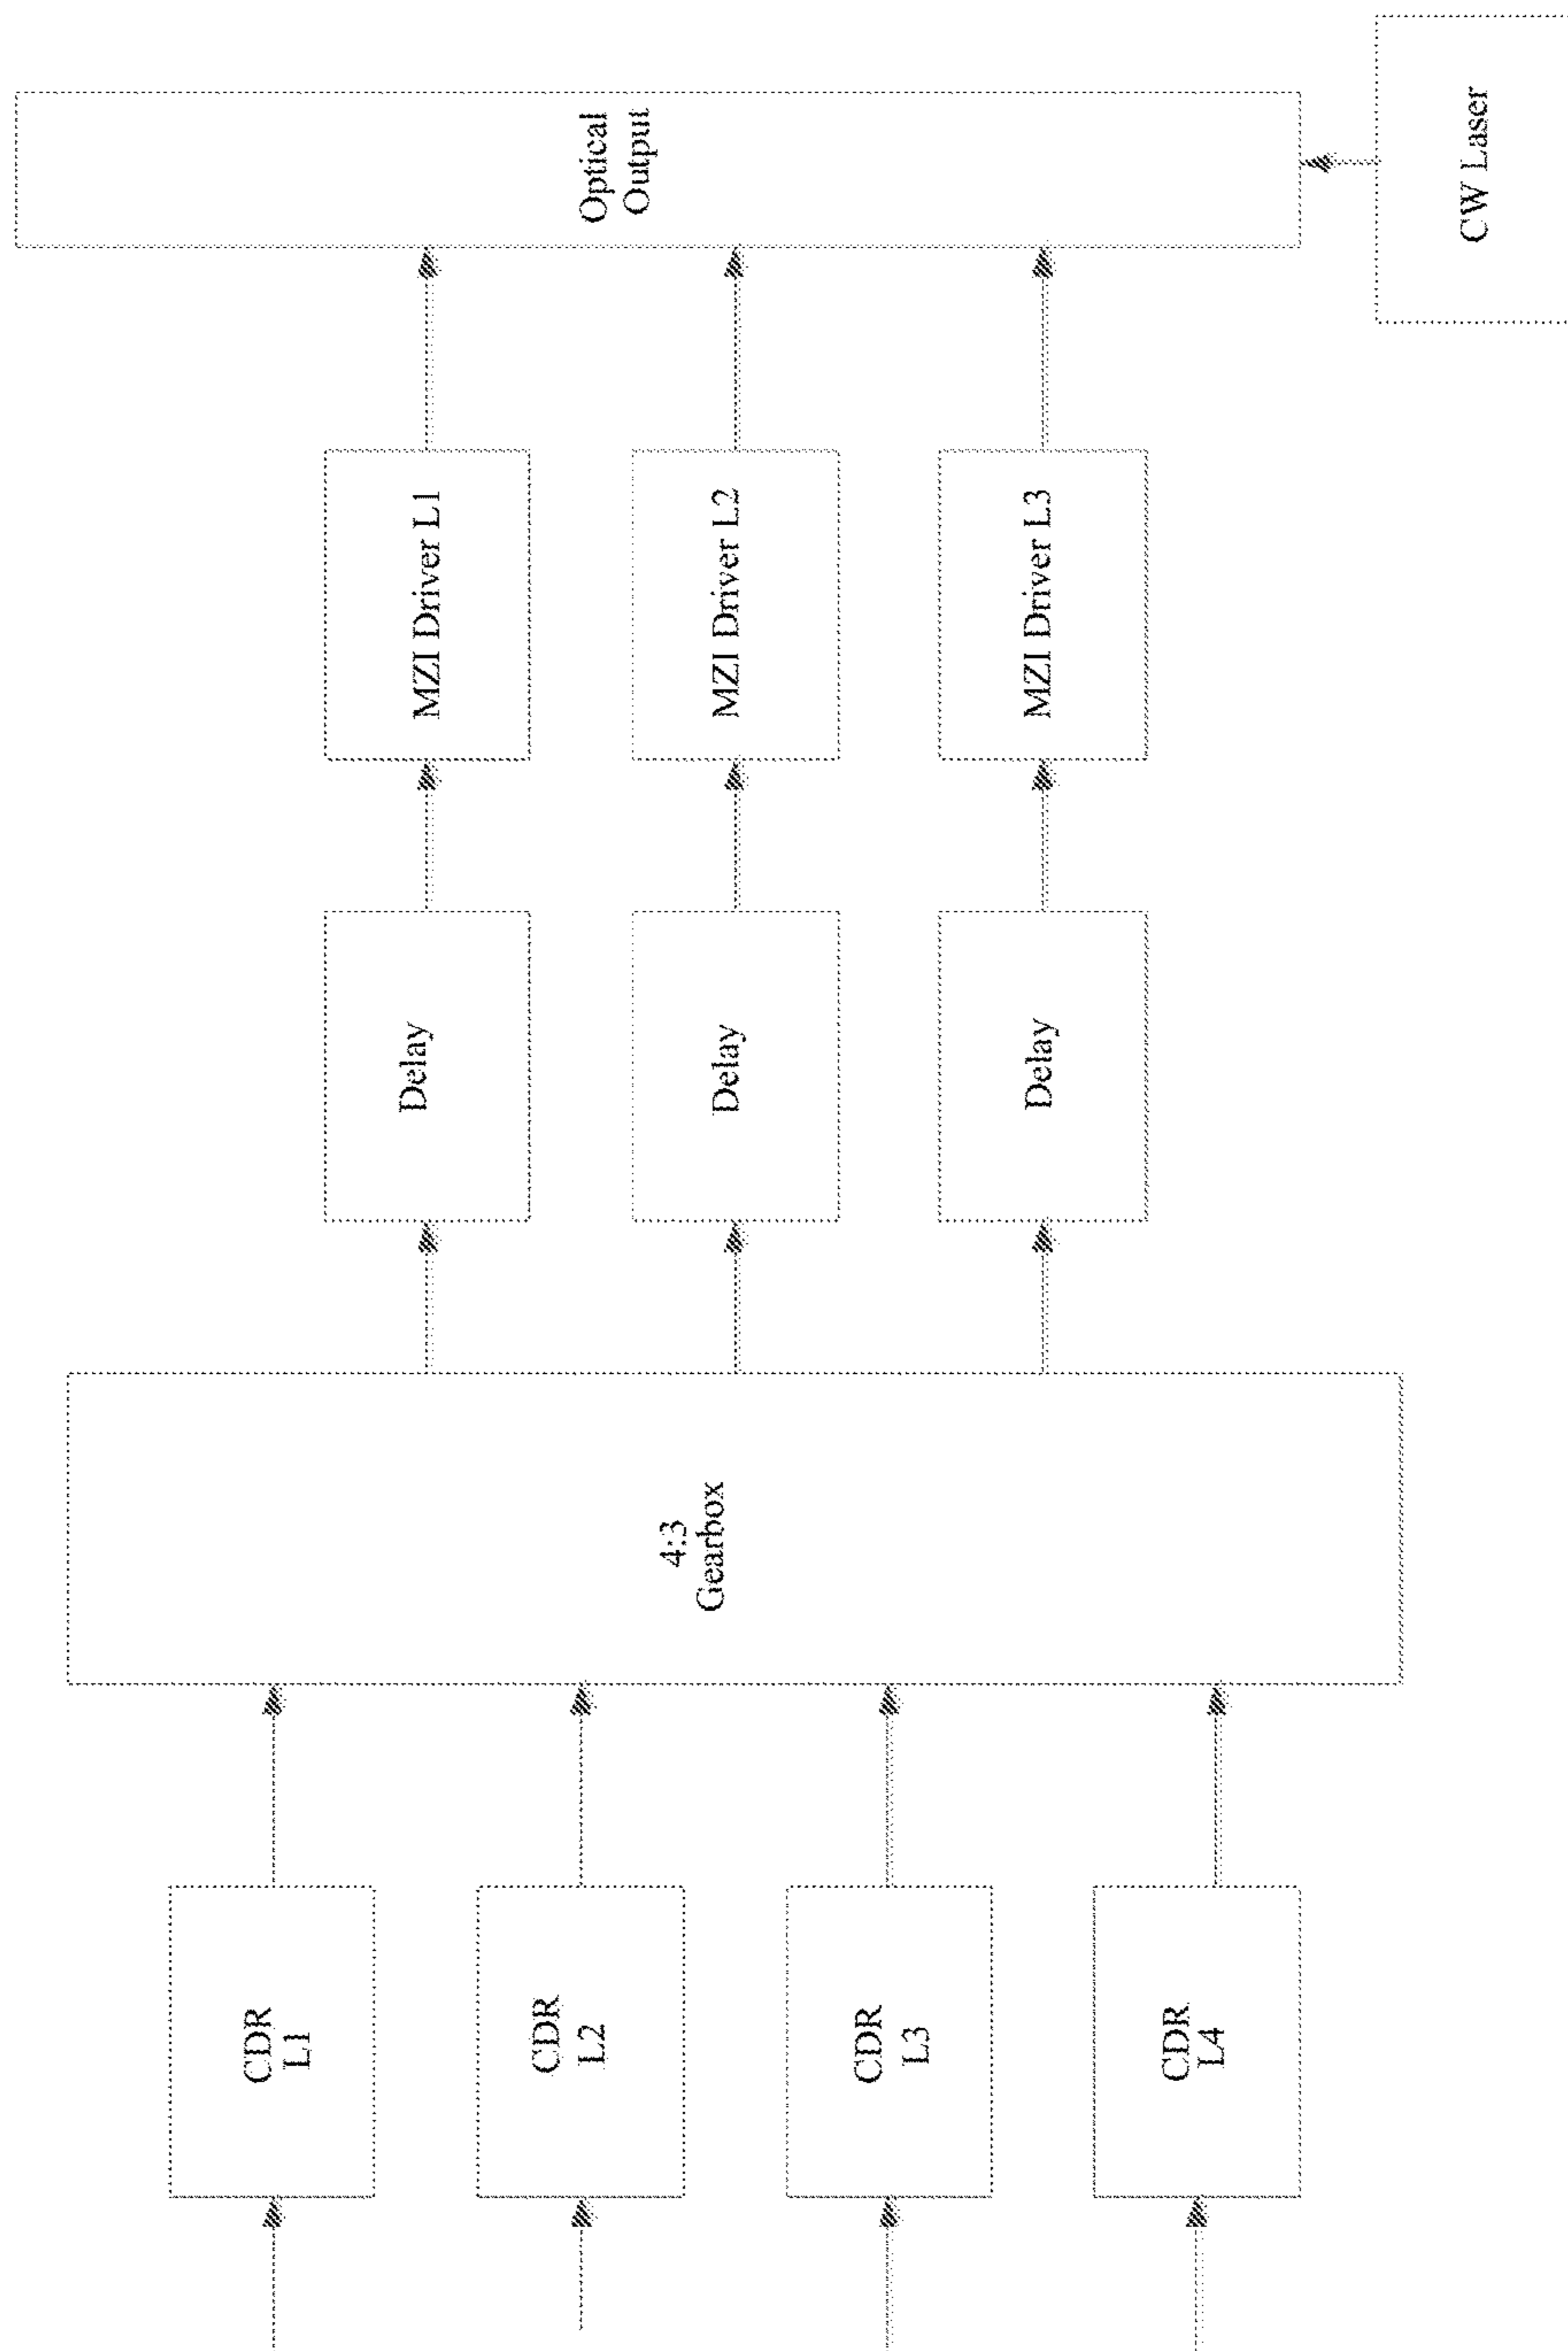 CDR
L1
CDR
L2
CDR
L3
CDR
L4
4:3
Gearbox
Delay
Delay
Delay
MZI Driver L1
MZI Driver L2
MZI Driver L3
Optical
Output
CW Laser